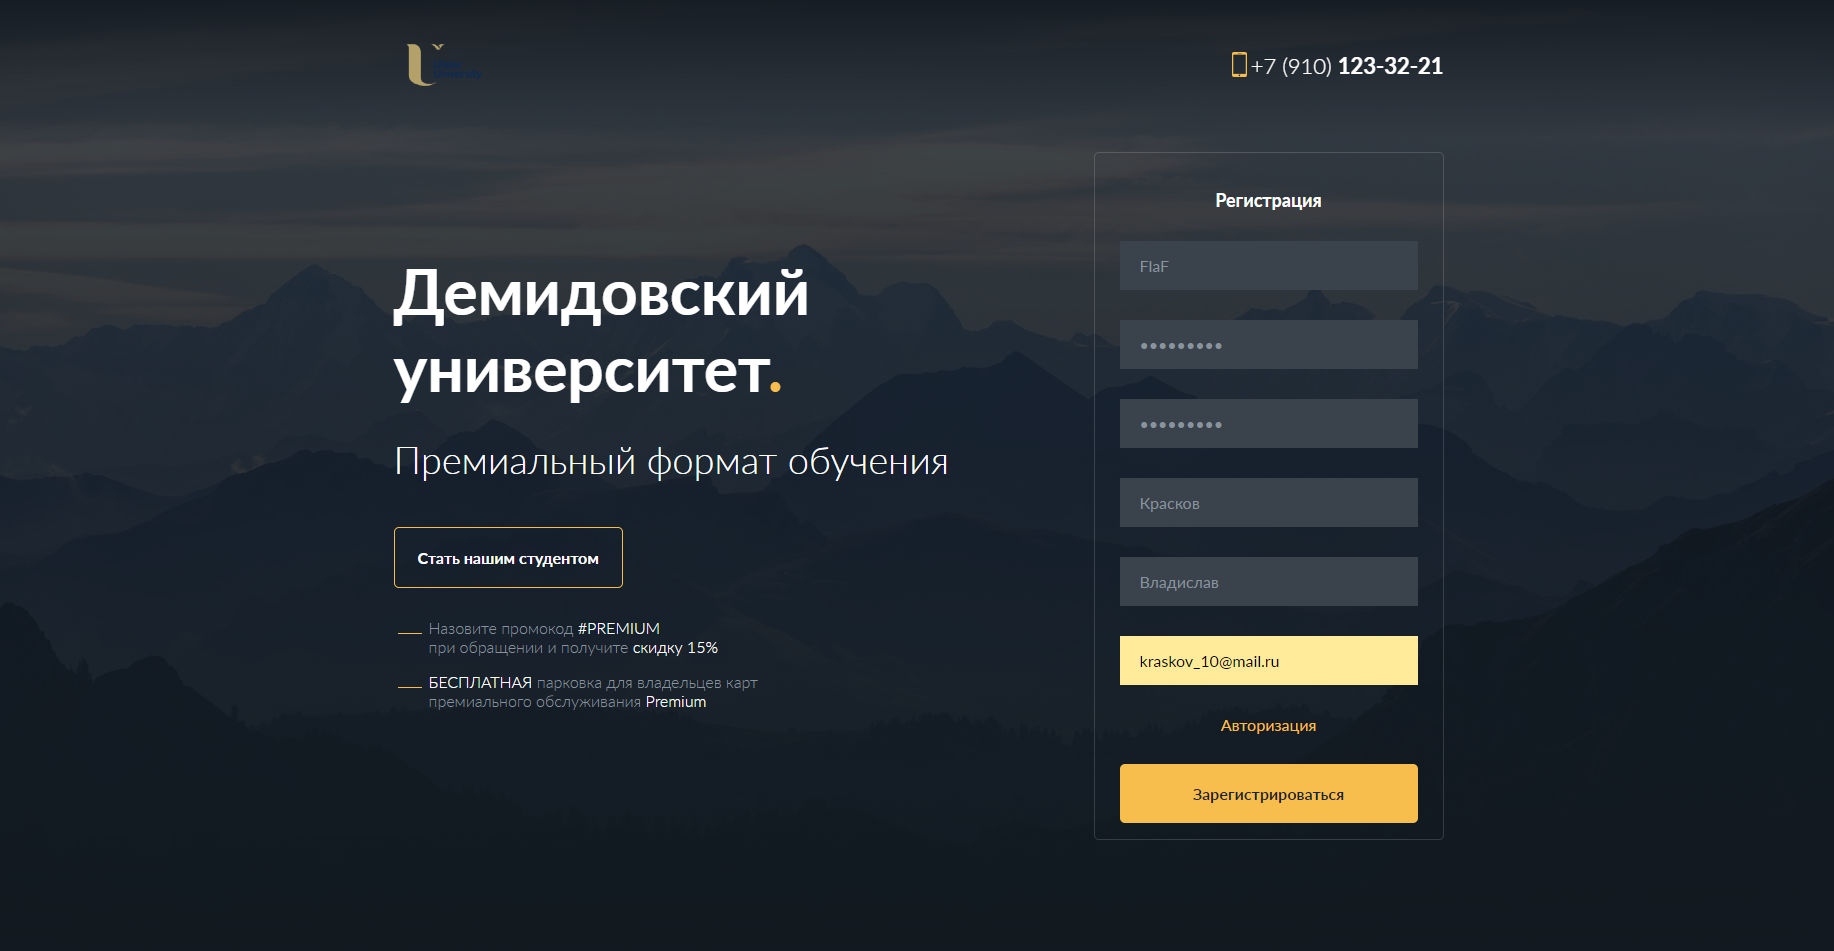 University
+7 (910) 123-32-21
Демидовский
университет.
Премиальный формат обучения
Стать нашим студентом
Назовите промокод #PREMIUM
при обращении и получите скидку 15%
БЕСПЛАТНАЯ парковка для владельцев карт
премиального обслуживания Premium
Регистрация
FlaF
•••••••••
•••••••••
Красков
Владислав
kraskov_10@mail.ru
Авторизация
Зарегистрироваться